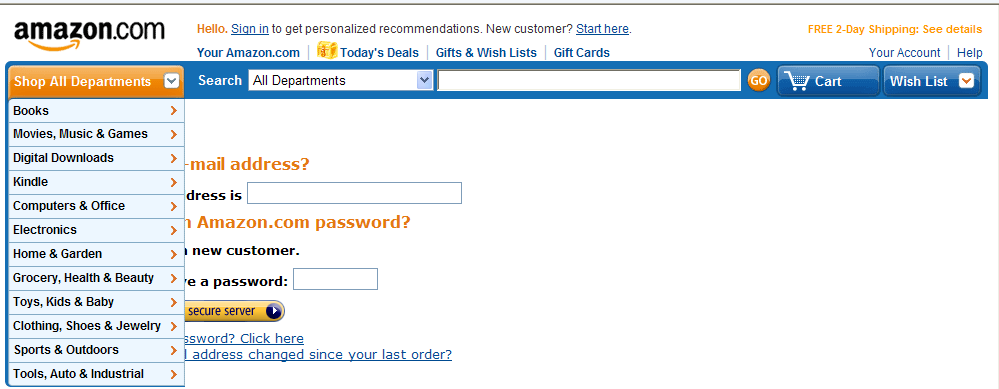 amazon.com
Hello. Sign in to get personalized recommendations. New customer? Start here.
FREE 2-Day Shipping: See details
Your Amazon.com Today's Deals Gifts & Wish Lists Gift Cards
Your Account Help
Shop All Departments
Search All Departments GO Cart Wish List
Books
Movies, Music & Games
Digital Downloads
Kindle
Computers & Office
Electronics
Home & Garden
Grocery, Health & Beauty
Toys, Kids & Baby
Clothing, Shoes & Jewelry
Sports & Outdoors
Tools, Auto & Industrial
-mail address?
dress is
Amazon.com password?
new customer.
a password:
secure server
ssword? Click here
address changed since your last order?